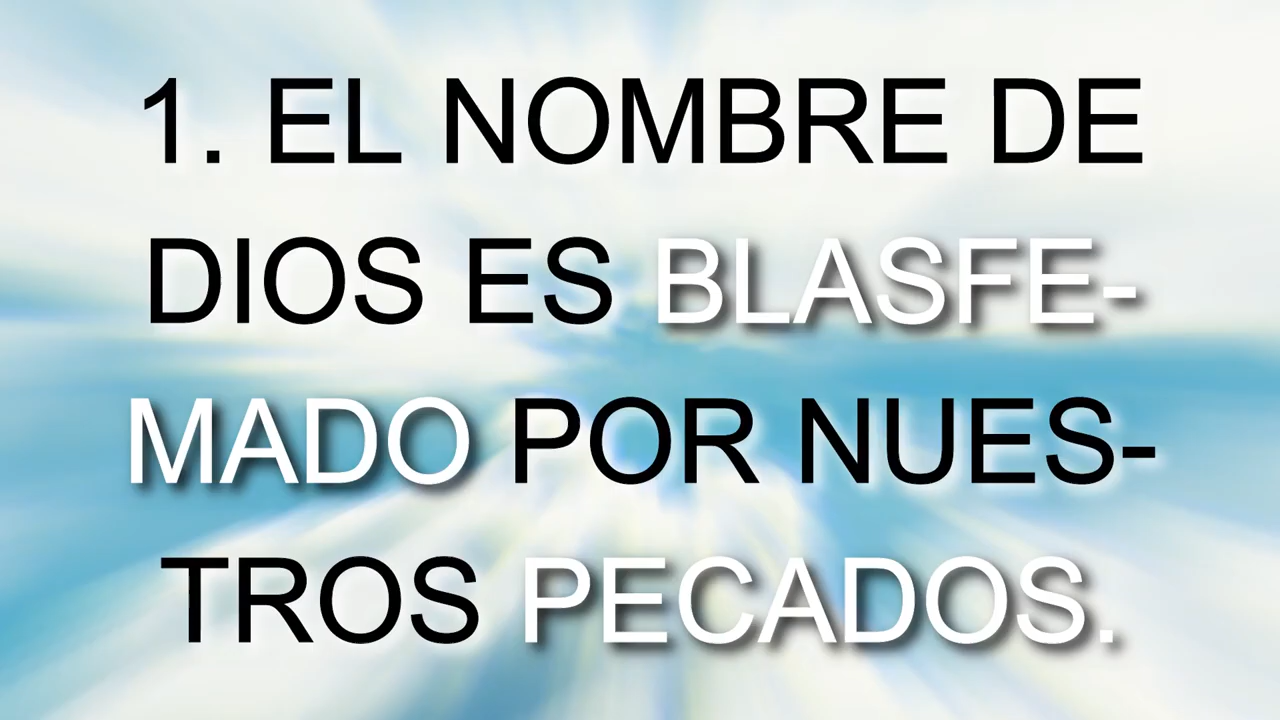 1. EL NOMBRE DE
DIOS ES BLASFE-
MADO POR NUES-
TROS PECADOS.